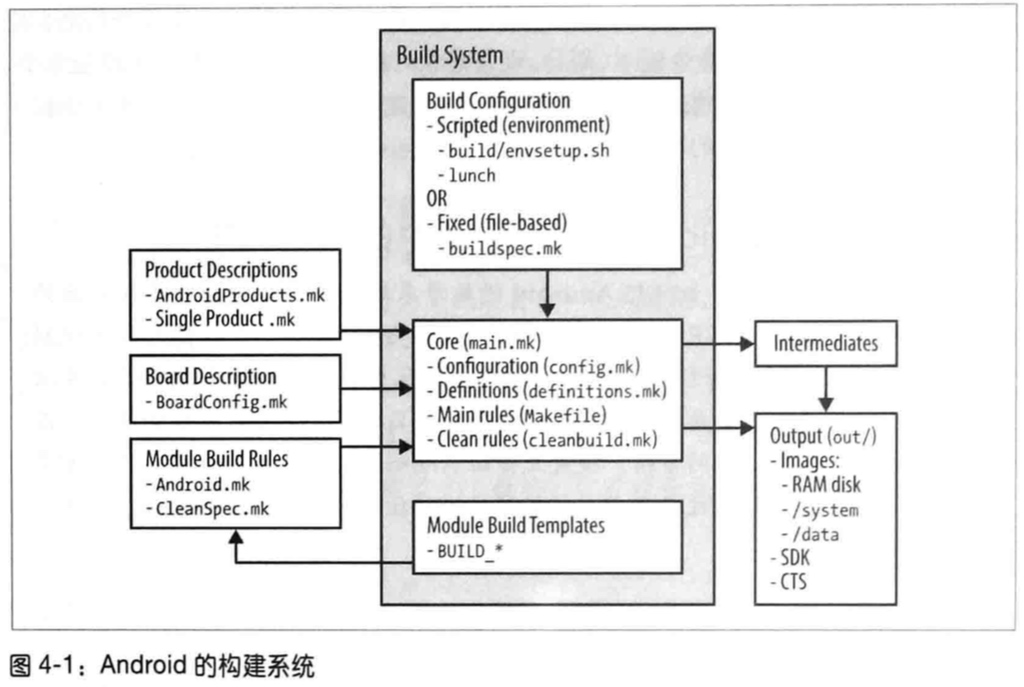 Build System
Build Configuration
- Scripted (environment)
- build/envsetup.sh
- lunch
OR
- Fixed (file-based)
- buildspec.mk
Product Descriptions
- AndroidProducts.mk
- Single Product .mk
Board Description
- BoardConfig.mk
Module Build Rules
- Android.mk
- CleanSpec.mk
Core (main.mk)
- Configuration (config.mk)
- Definitions (definitions.mk)
- Main rules (Makefile)
- Clean rules (cleanbuild.mk)
Module Build Templates
- BUILD_*
Intermediates
Output (out/)
- Images:
- RAM disk
- /system
- /data
- SDK
- CTS
图 4-1：Android 的构建系统